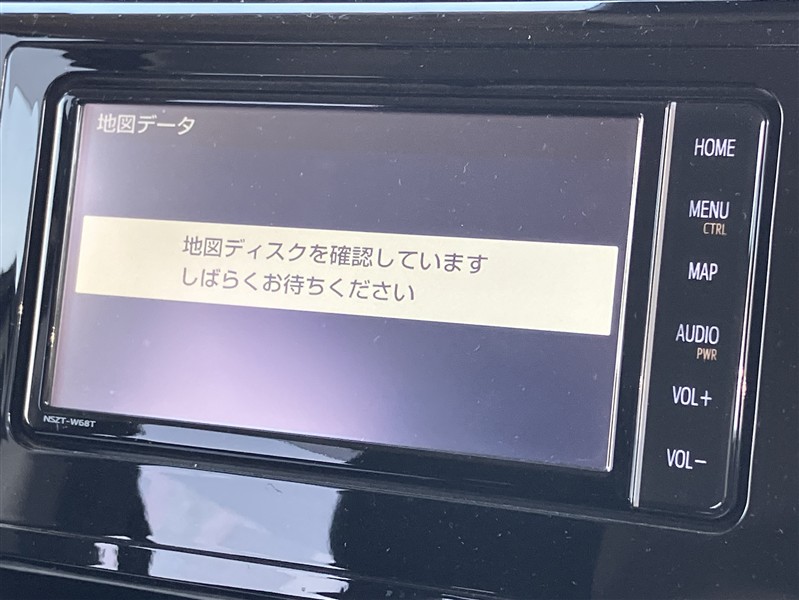 地図データ
地図ディスクを確認しています
しばらくお待ちください
NSZT-W68T
HOME
MENU
CTRL
MAP
AUDIO
PWR
VOL+
VOL-